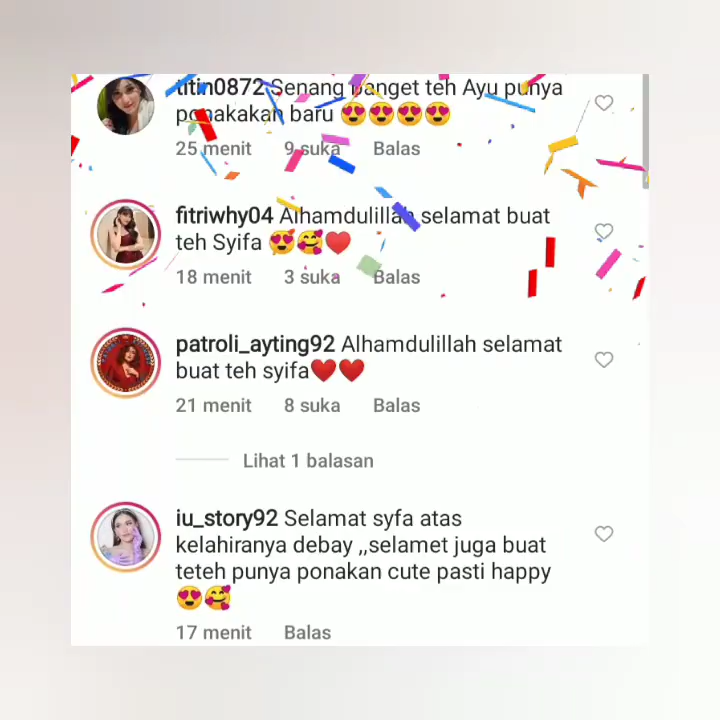 titin0872 Senang banget teh Ayu punya
ponakakan baru 😍😍😍😍
25 menit 9 suka Balas
fitriwhy04 Alhamdulillah selamat buat
teh Syifa 😍🥰♥️
18 menit 3 suka Balas
patroli_ayting92 Alhamdulillah selamat
buat teh syifa❤️❤️
21 menit 8 suka Balas
Lihat 1 balasan
iu_story92 Selamat syfa atas
kelahiranya debay ,,selamet juga buat
teteh punya ponakan cute pasti happy
😍🥰
17 menit Balas